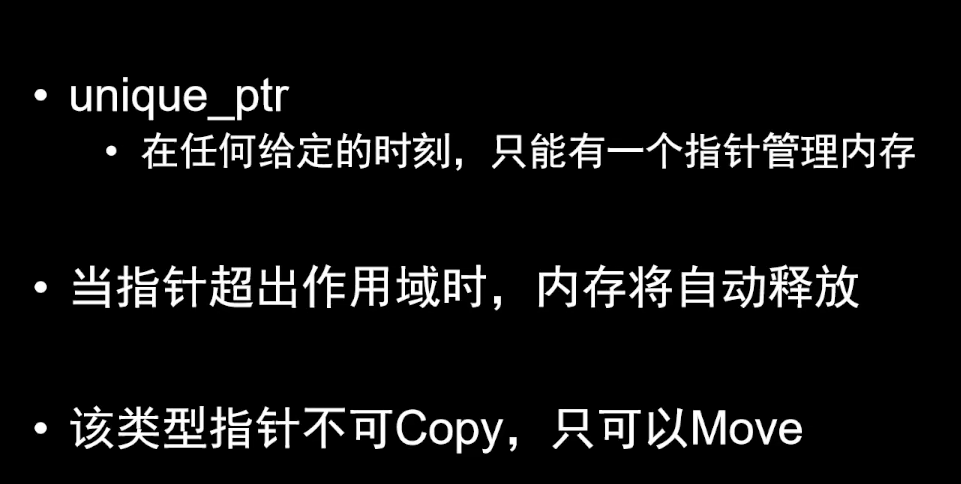 • unique_ptr
• 在任何给定的时刻，只能有一个指针管理内存
• 当指针超出作用域时，内存将自动释放
• 该类型指针不可Copy，只可以Move